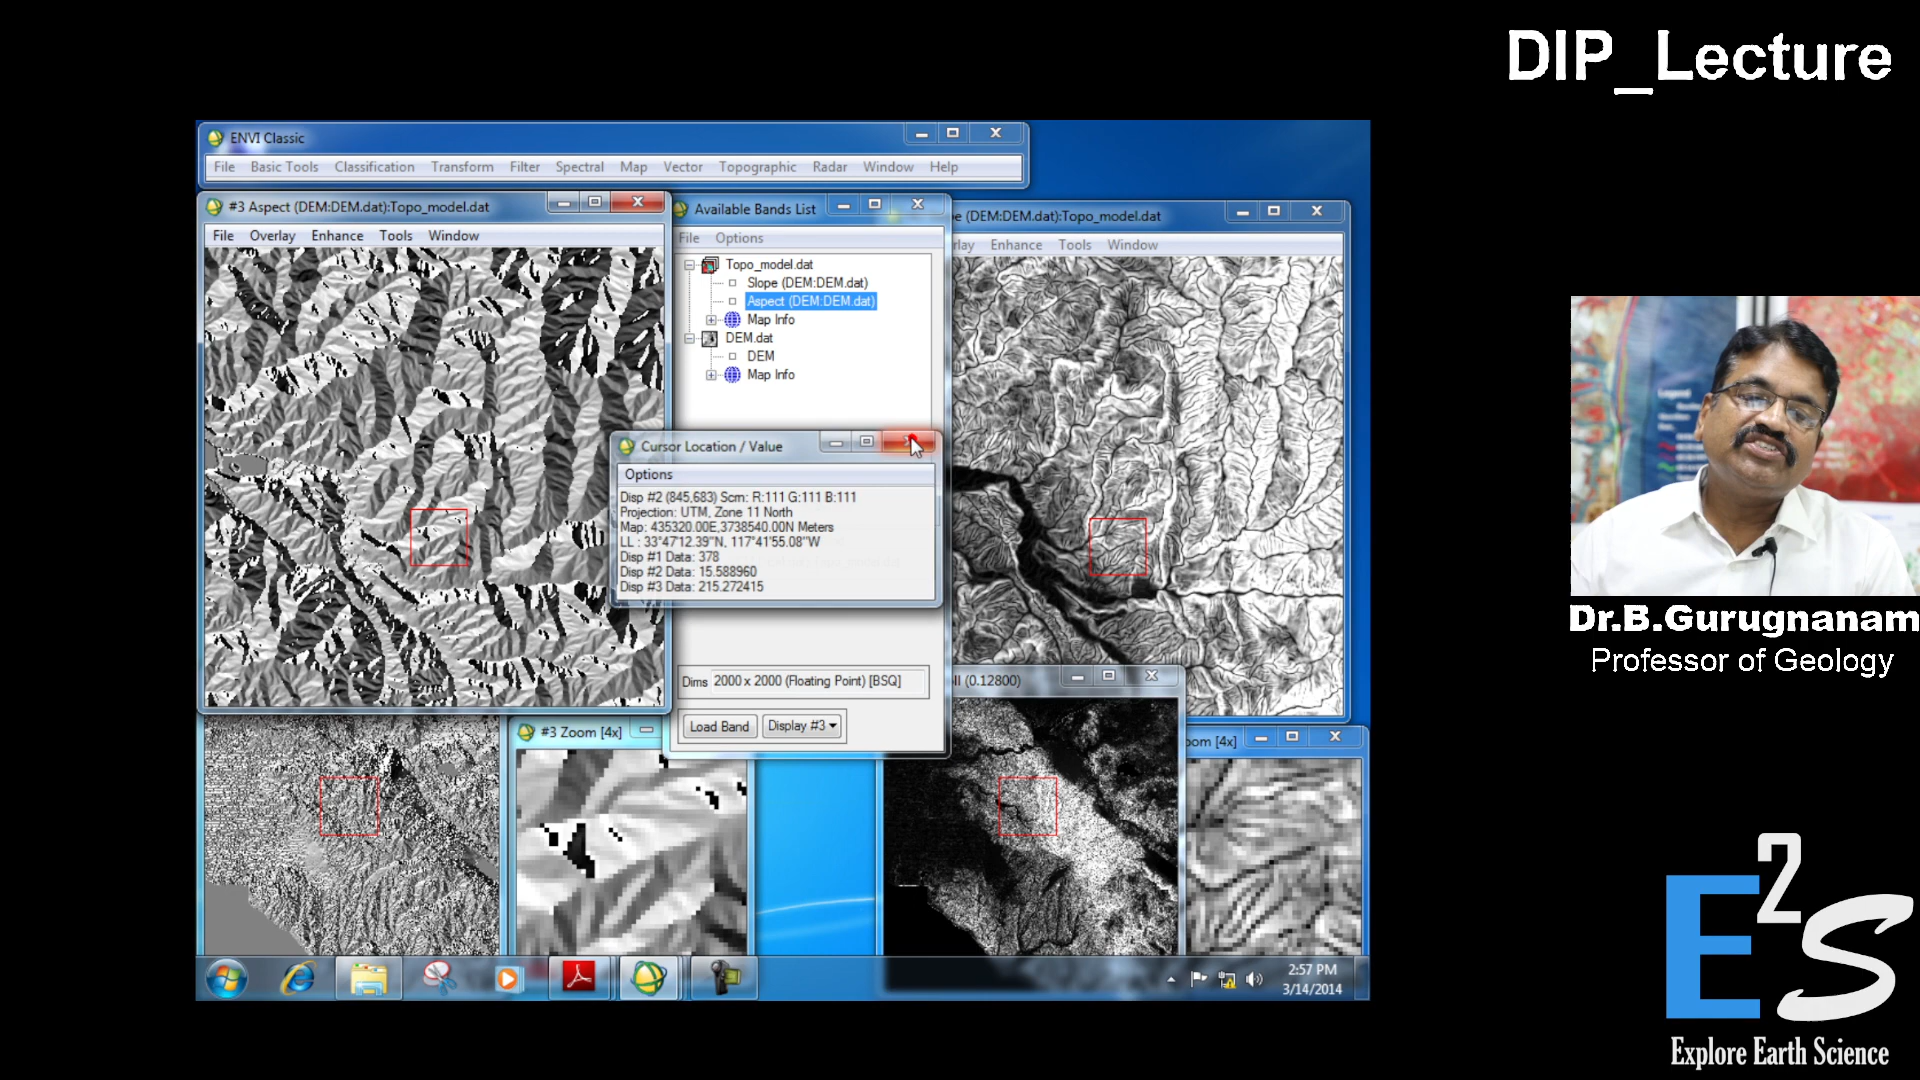 DIP_Lecture
ENVI Classic
File Basic Tools Classification Transform Filter Spectral Map Vector Topographic Radar Window Help
#3 Aspect (DEM:DEM.dat):Topo_model.dat
File Overlay Enhance Tools Window
Available Bands List
File Options
Topo_model.dat
Slope (DEM:DEM.dat)
Aspect (DEM:DEM.dat)
Map Info
DEM.dat
DEM
Map Info
(DEM:DEM.dat):Topo_model.dat
Enhance Tools Window
Cursor Location / Value
Options
Disp #2 (845,683) Scrn: R:111 G:111 B:111
Projection: UTM, Zone 11 North
Map: 435320.00E,3738540.00N Meters
LL : 33°47'12.39"N, 117°41'55.08"W
Disp #1 Data: 378
Disp #2 Data: 15.588960
Disp #3 Data: 215.272415
Dims 2000 x 2000 (Floating Point) [BSQ]
Load Band Display #3
(0.12800)
#3 Zoom [4x]
[4x]
2:57 PM
3/14/2014
Dr.B.Gurugnanam
Professor of Geology
E2S
Explore Earth Science